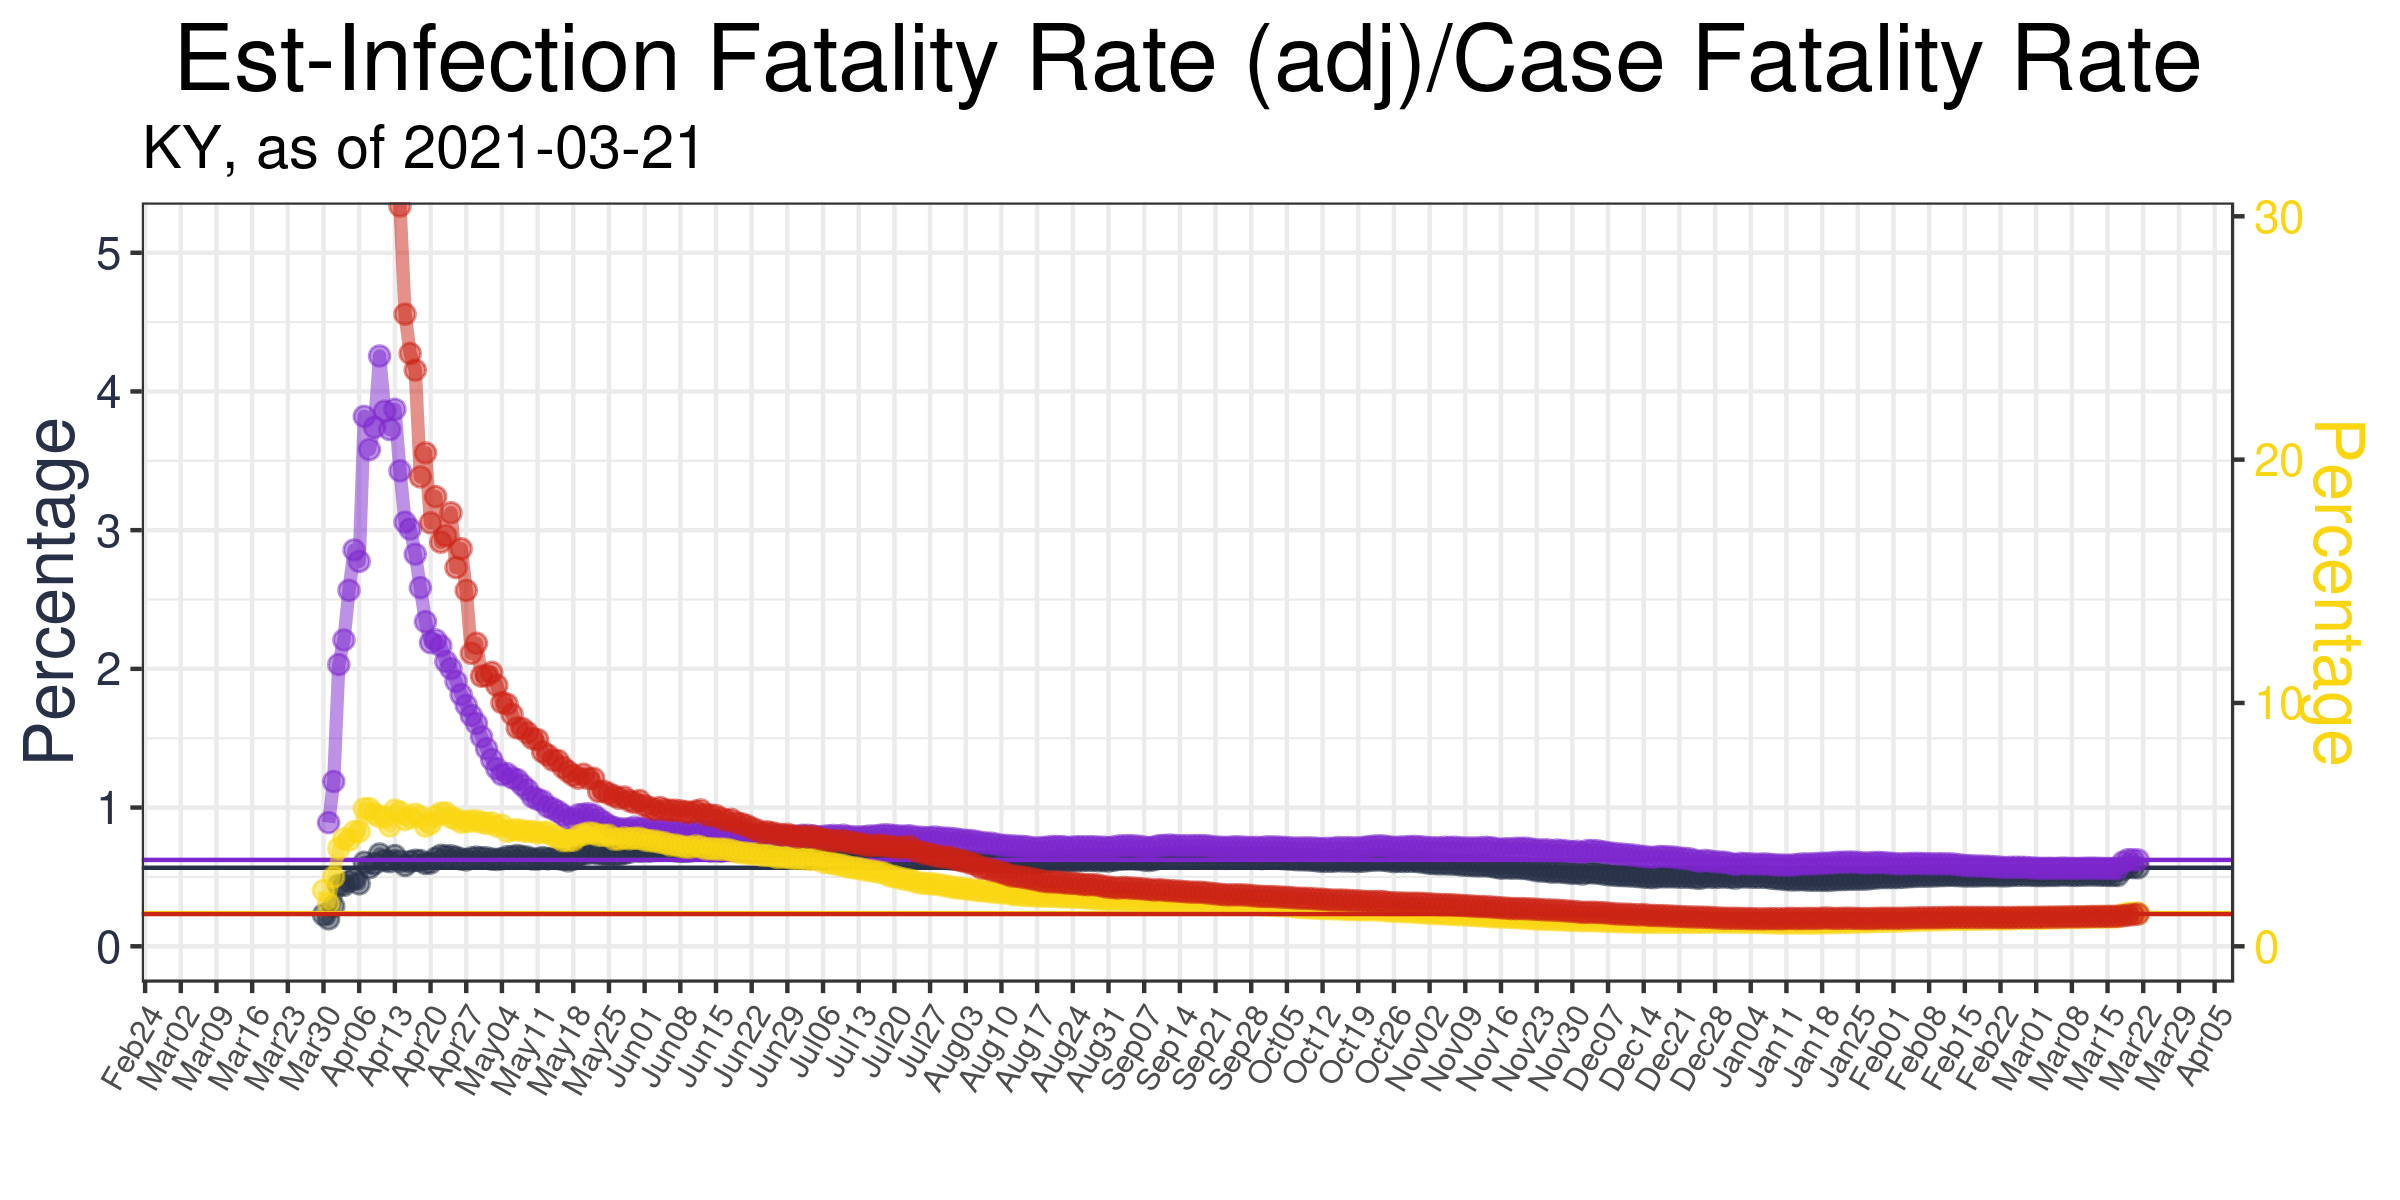 Est-Infection Fatality Rate (adj)/Case Fatality Rate
KY, as of 2021-03-21
Percentage
5
4
3
2
1
0
30
20
10
0
Percentage
Feb24
Mar02
Mar09
Mar16
Mar23
Mar30
Apr06
Apr13
Apr20
Apr27
May04
May11
May18
May25
Jun01
Jun08
Jun15
Jun22
Jun29
Jul06
Jul13
Jul20
Jul27
Aug03
Aug10
Aug17
Aug24
Aug31
Sep07
Sep14
Sep21
Sep28
Oct05
Oct12
Oct19
Oct26
Nov02
Nov09
Nov16
Nov23
Nov30
Dec07
Dec14
Dec21
Dec28
Jan04
Jan11
Jan18
Jan25
Feb01
Feb08
Feb15
Feb22
Mar01
Mar08
Mar15
Mar22
Mar29
Apr05